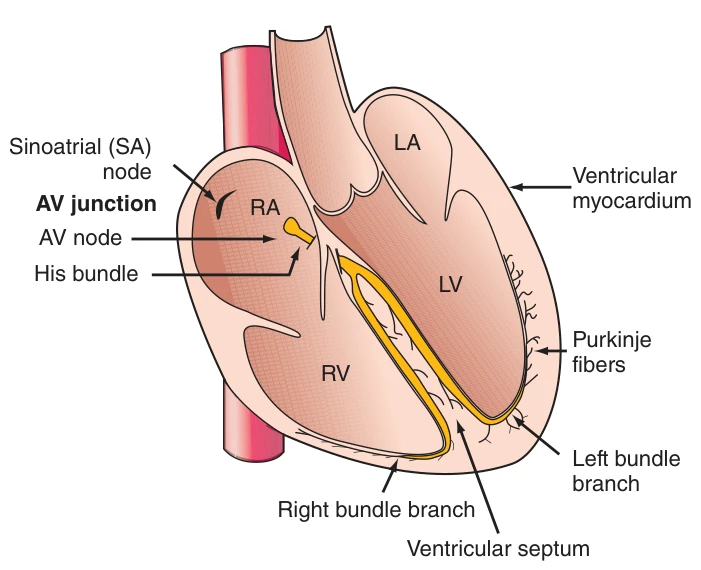 Sinoatrial (SA)
node
AV junction
AV node
His bundle
RA
LA
LV
RV
Ventricular
myocardium
Purkinje
fibers
Left bundle
branch
Right bundle branch
Ventricular septum